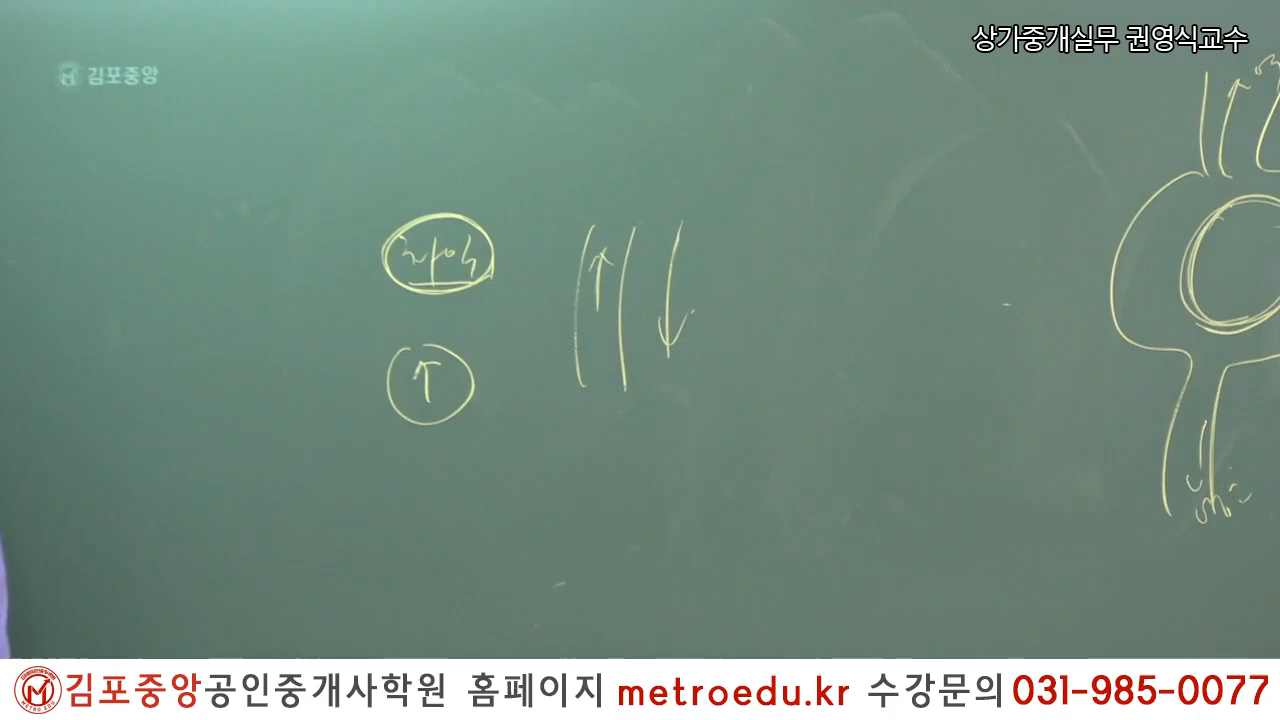 상가중개실무 권영식교수
김포중앙
김포중앙공인중개사학원 홈페이지 metroedu.kr 수강문의 031-985-0077